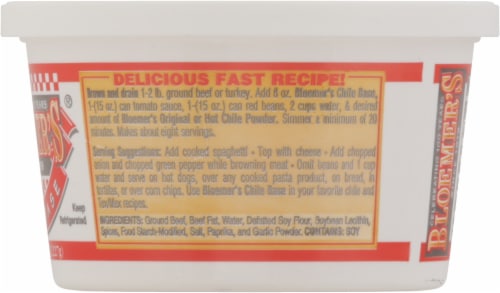 DELICIOUS FAST RECIPE!
Brown and drain 1-2 lb. ground beef or turkey. Add 8 oz. Bloemer's Chile Base,
1-(15 oz.) can tomato sauce, 1-(15 oz.) can red beans, 2 cups water, & desired
amount of Bloemer's Original or Hot Chile Powder. Simmer a minimum of 20
minutes. Makes about eight servings.
Serving Suggestions: Add cooked spaghetti • Top with cheese • Add chopped
onion and chopped green pepper while browning meat • Omit beans and 1 cup
water and serve on hot dogs, over any cooked pasta product, on bread, in
tortillas, or over corn chips. Use Bloemer's Chile Base in your favorite chile and
Tex/Mex recipes.
INGREDIENTS: Ground Beef, Beef Fat, Water, Defatted Soy Flour, Soybean Lecithin,
Spices, Food Starch-Modified, Salt, Paprika, and Garlic Powder. CONTAINS: SOY
Keep
Refrigerated
BLOEMER'S